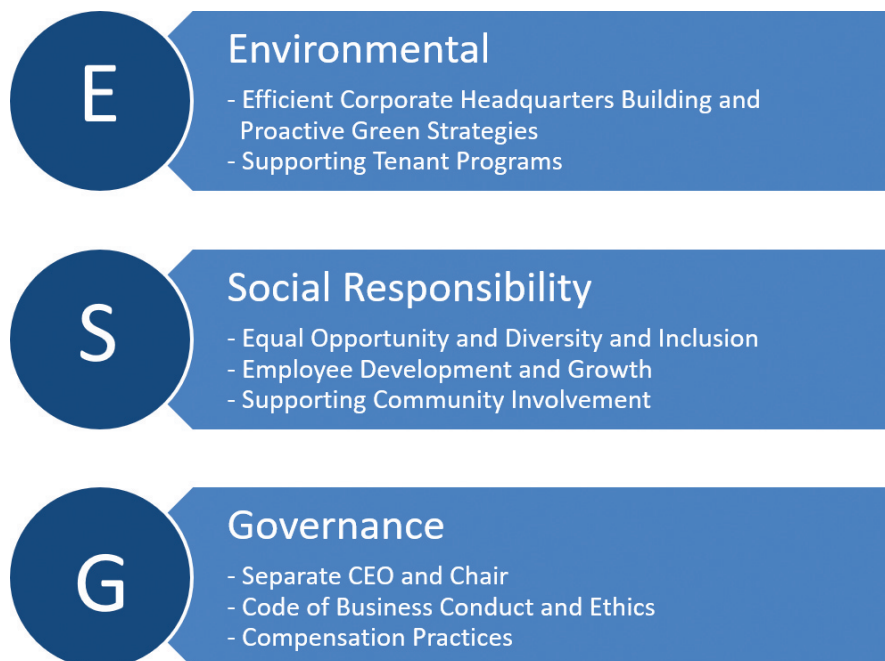 E
Environmental
- Efficient Corporate Headquarters Building and
Proactive Green Strategies
- Supporting Tenant Programs
S
Social Responsibility
- Equal Opportunity and Diversity and Inclusion
- Employee Development and Growth
- Supporting Community Involvement
G
Governance
- Separate CEO and Chair
- Code of Business Conduct and Ethics
- Compensation Practices